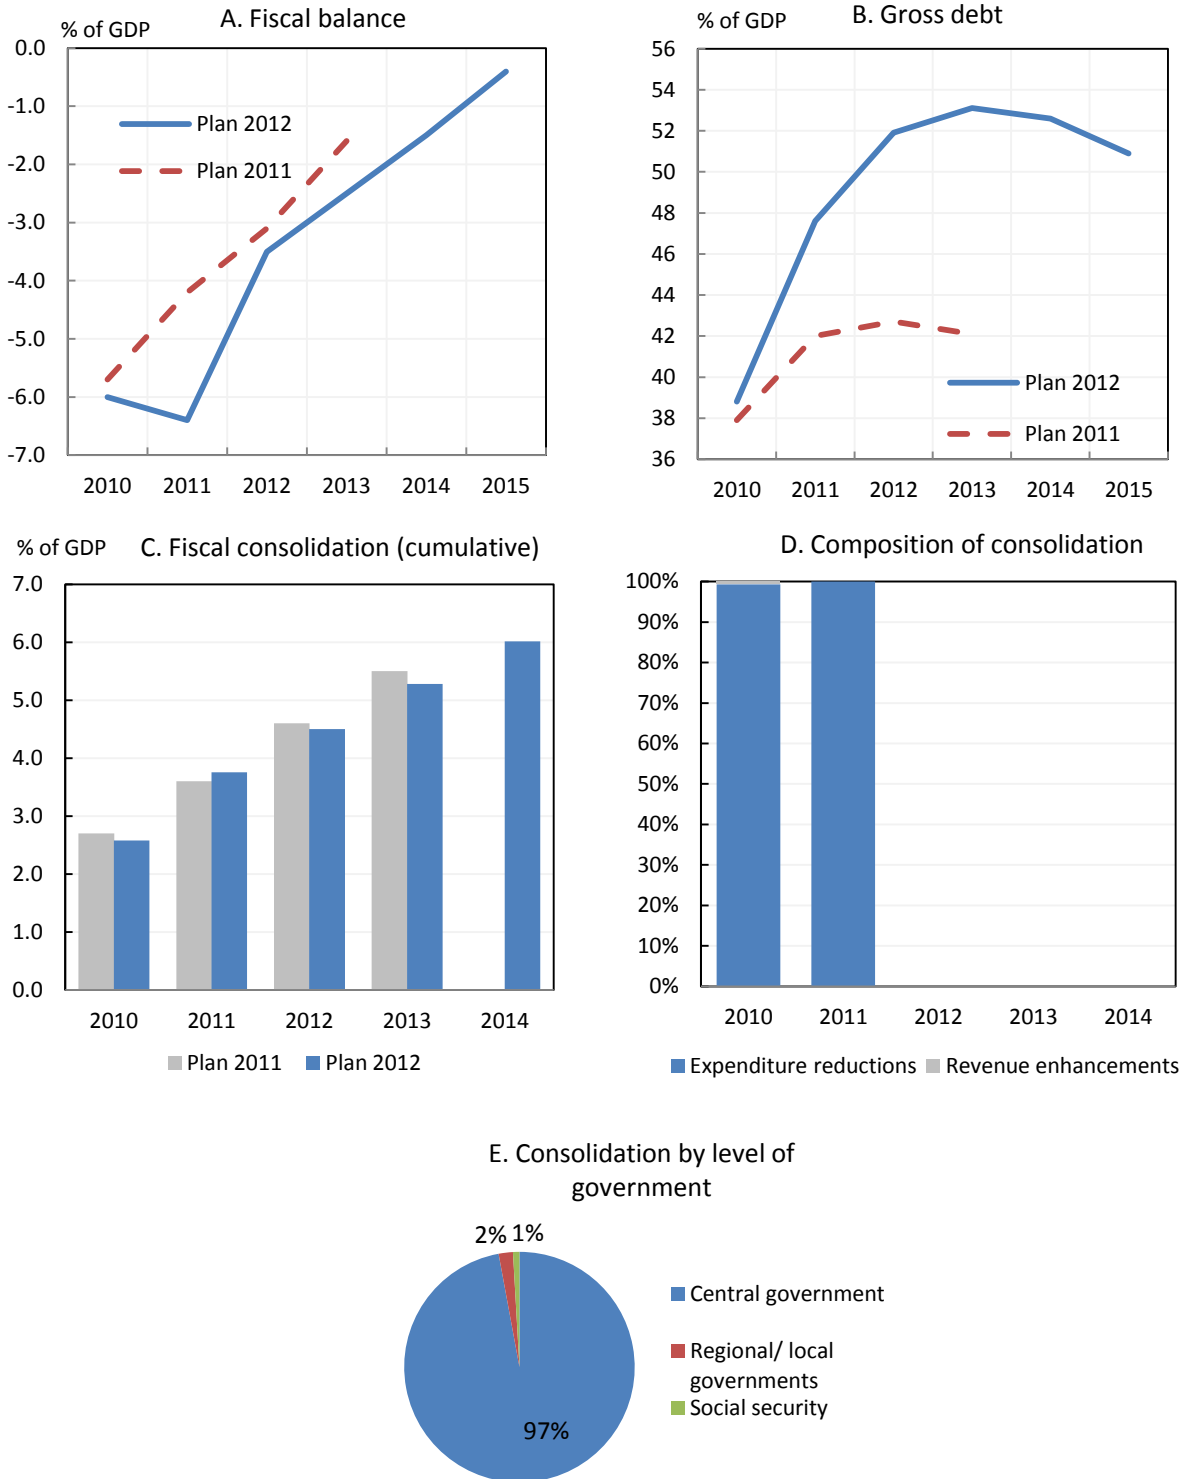 A. Fiscal balance
% of GDP
0.0
-1.0
-2.0
-3.0
-4.0
-5.0
-6.0
-7.0
Plan 2012
Plan 2011
2010 2011 2012 2013 2014 2015
B. Gross debt
% of GDP
56
54
52
50
48
46
44
42
40
38
36
Plan 2012
Plan 2011
2010 2011 2012 2013 2014 2015
% of GDP C. Fiscal consolidation (cumulative)
7.0
6.0
5.0
4.0
3.0
2.0
1.0
0.0
2010 2011 2012 2013 2014
Plan 2011 Plan 2012
D. Composition of consolidation
100%
90%
80%
70%
60%
50%
40%
30%
20%
10%
0%
2010 2011 2012 2013 2014
Expenditure reductions Revenue enhancements
E. Consolidation by level of
government
2% 1%
97%
Central government
Regional/ local
governments
Social security